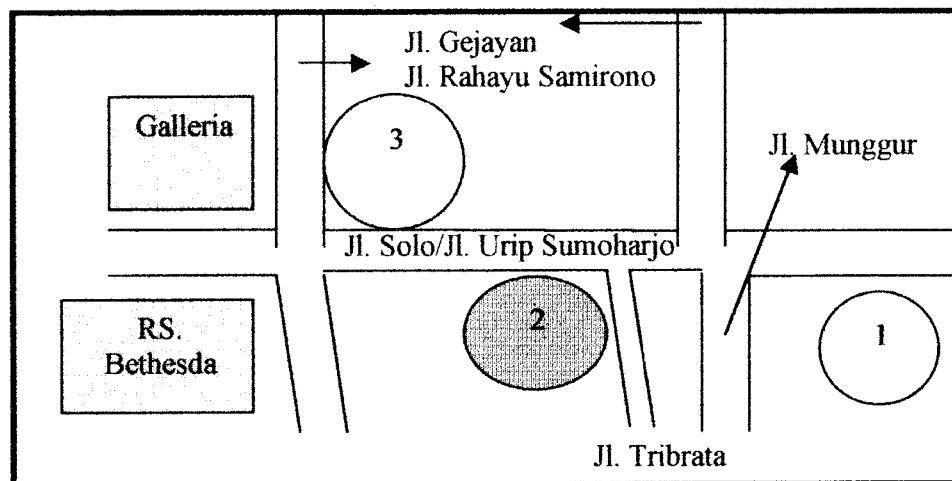 Jl. Gejayan
Jl. Rahayu Samirono
Galleria
3
Jl. Munggur
Jl. Solo/Jl. Urip Sumoharjo
RS.
Bethesda
2
1
Jl. Tribrata